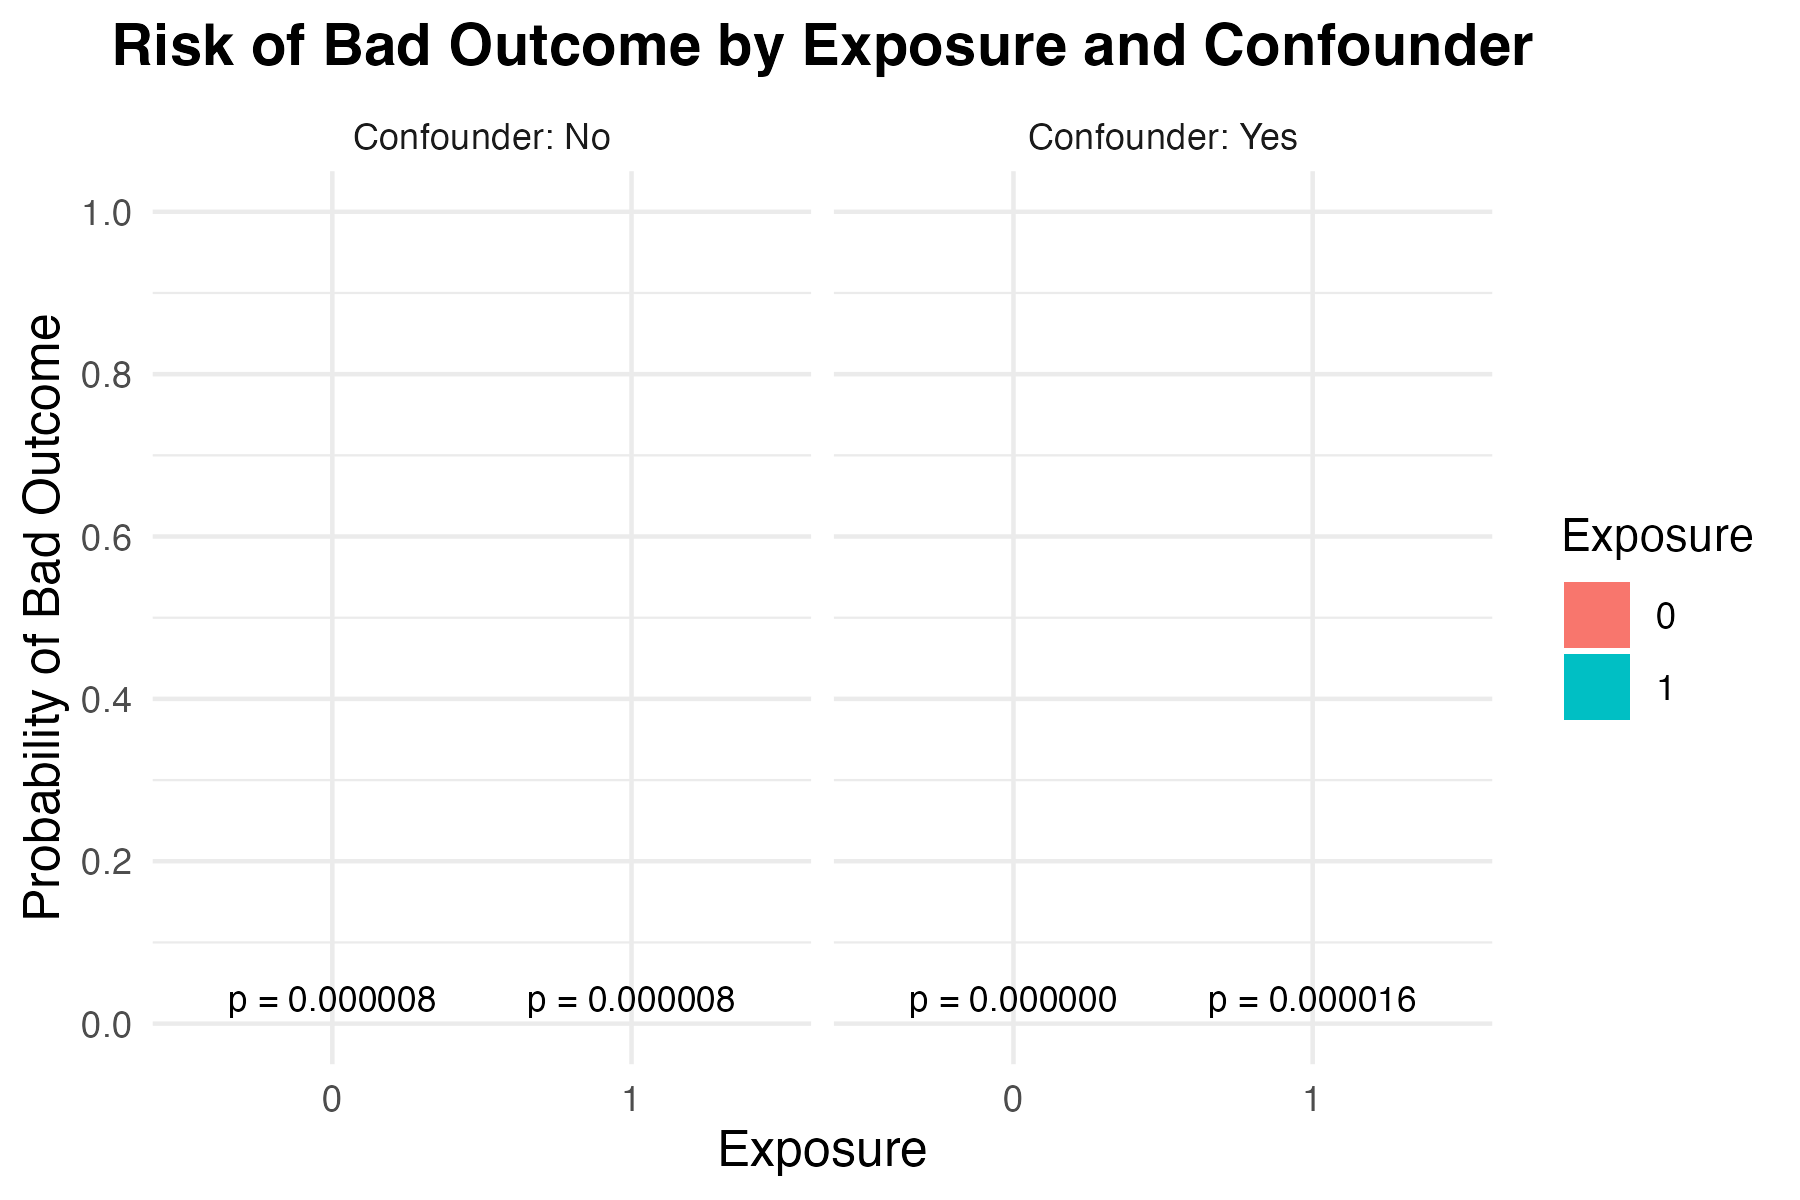 Risk of Bad Outcome by Exposure and Confounder
Confounder: No
Confounder: Yes
Probability of Bad Outcome
1.0
0.8
0.6
0.4
0.2
0.0
p = 0.000008
p = 0.000008
p = 0.000000
p = 0.000016
0
1
0
1
Exposure
Exposure
0
1